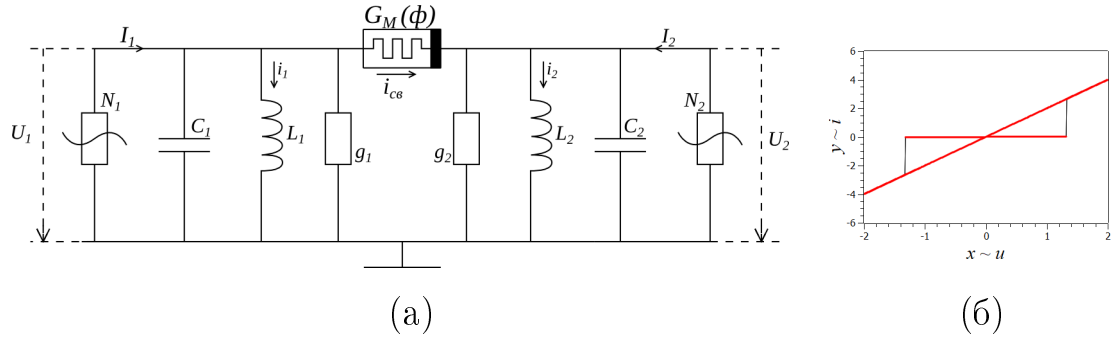 G_M(ф)
I_1
I_2
i_св
i_1
i_2
N_1
N_2
C_1
C_2
U_1
U_2
L_1
L_2
g_1
g_2
(а)
6
4
2
0
-2
-4
-6
-2 -1 0 1 2
y ~ i
x ~ u
(б)